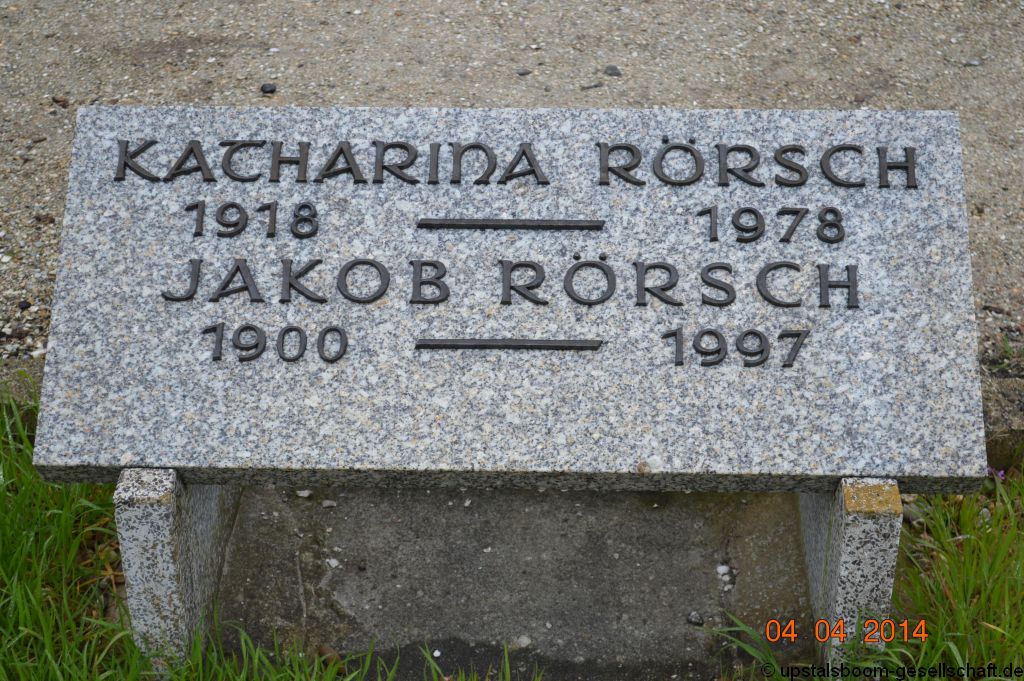 KATHARINA RÖRSCH
1918 — 1978
JAKOB RÖRSCH
1900 — 1997
04 04 2014
© upstalsboom-gesellschaft.de